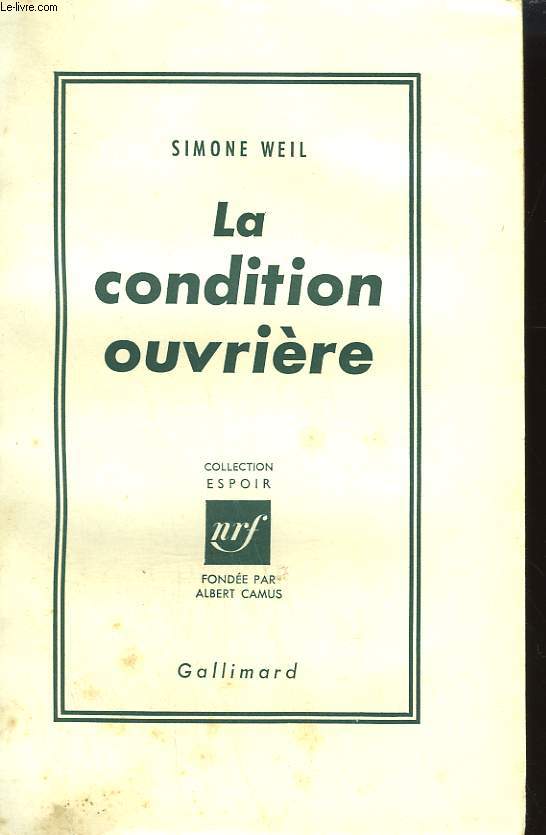 Le-livre.com
SIMONE WEIL
La
condition
ouvrière
COLLECTION
ESPOIR
nrf
FONDÉE PAR
ALBERT CAMUS
Gallimard